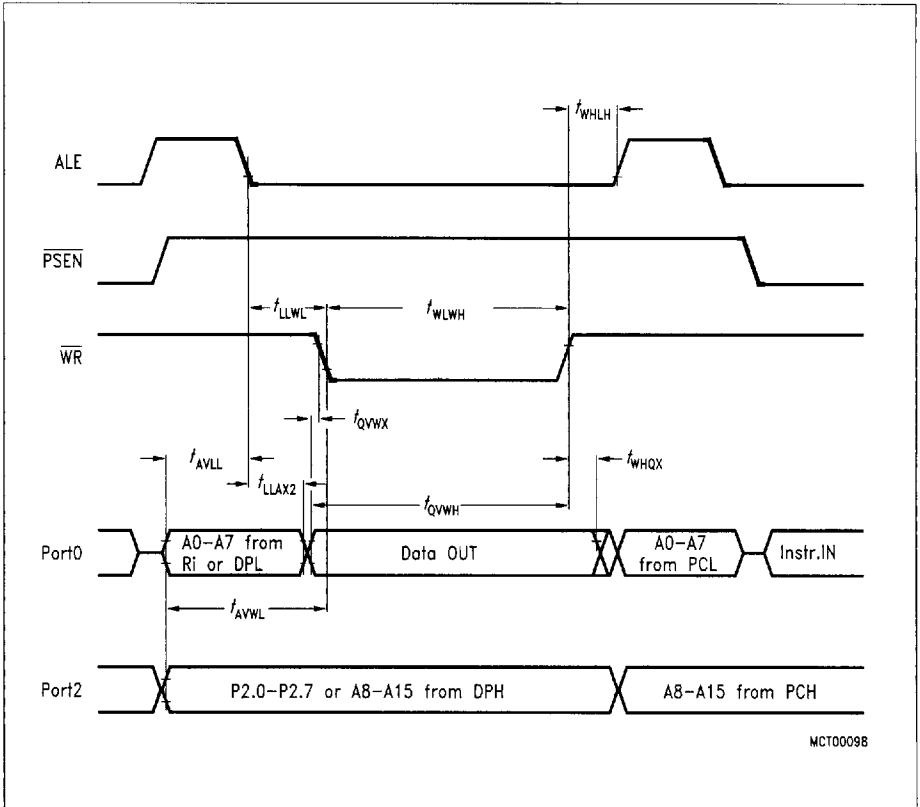 tWHLH
ALE
PSEN
tLLWL
tWLWH
WR
tQVWX
tAVLL
tWHQX
tLLAX2
tQVWH
Port0
A0–A7 from
Ri or DPL
Data OUT
A0–A7
from PCL
Instr.IN
tAVWL
Port2
P2.0–P2.7 or A8–A15 from DPH
A8–A15 from PCH
MCT00098